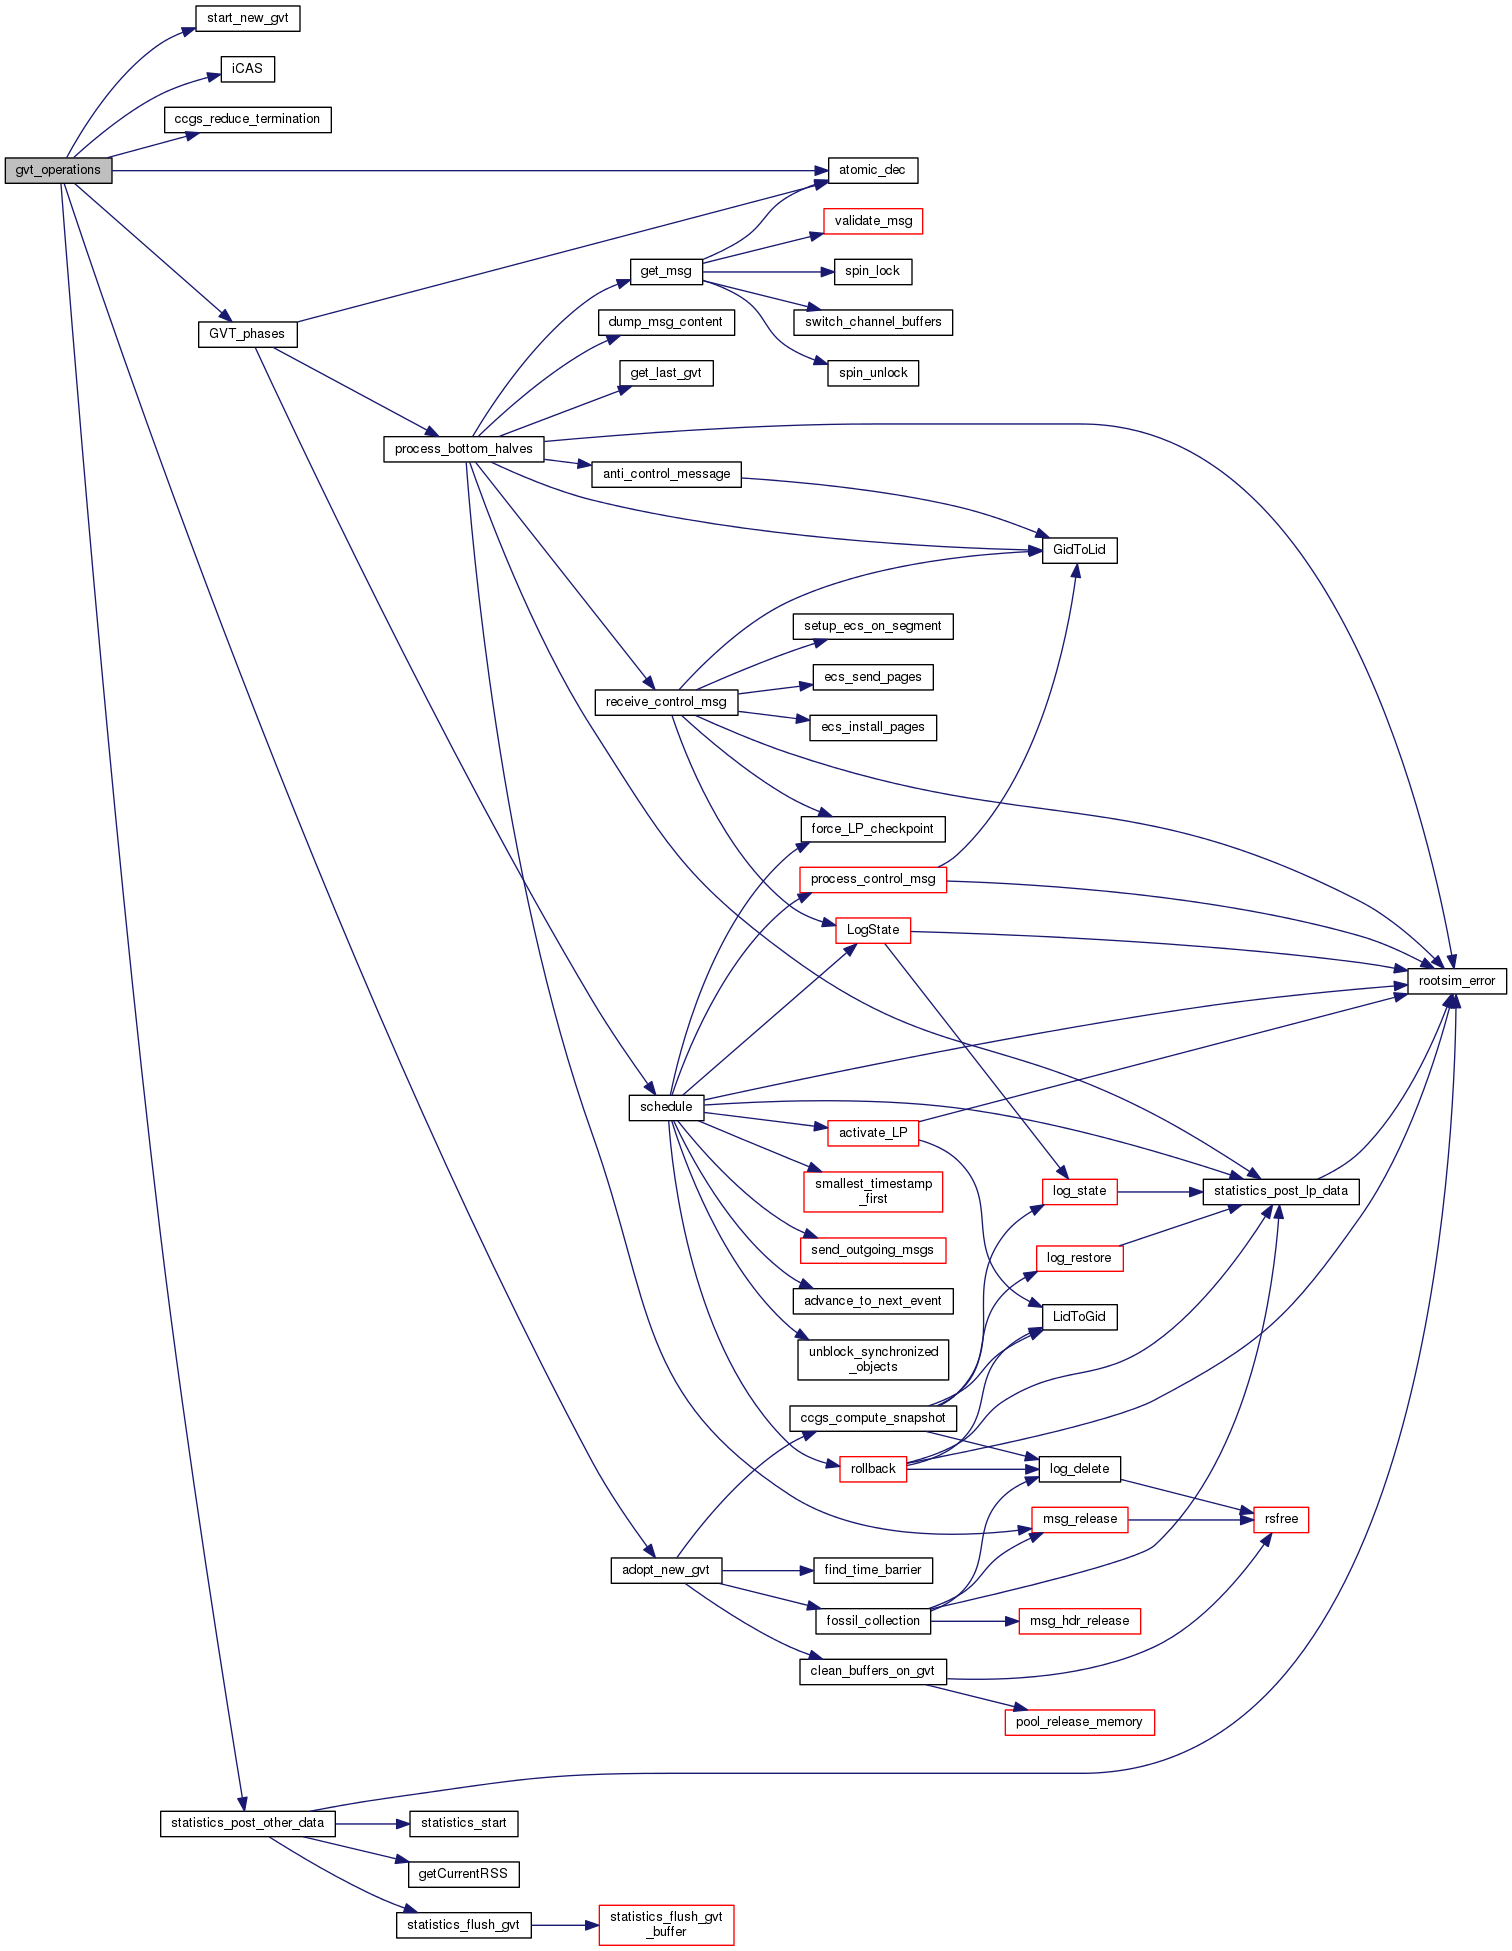 start_new_gvt
iCAS
ccgs_reduce_termination
gvt_operations
atomic_dec
validate_msg
get_msg
spin_lock
dump_msg_content
switch_channel_buffers
GVT_phases
get_last_gvt
spin_unlock
process_bottom_halves
anti_control_message
GidToLid
setup_ecs_on_segment
ecs_send_pages
receive_control_msg
ecs_install_pages
force_LP_checkpoint
process_control_msg
LogState
rootsim_error
schedule
activate_LP
smallest_timestamp
_first
log_state
statistics_post_lp_data
send_outgoing_msgs
log_restore
advance_to_next_event
LidToGid
unblock_synchronized
_objects
ccgs_compute_snapshot
rollback
log_delete
msg_release
rsfree
adopt_new_gvt
find_time_barrier
fossil_collection
msg_hdr_release
clean_buffers_on_gvt
pool_release_memory
statistics_post_other_data
statistics_start
getCurrentRSS
statistics_flush_gvt
statistics_flush_gvt
_buffer